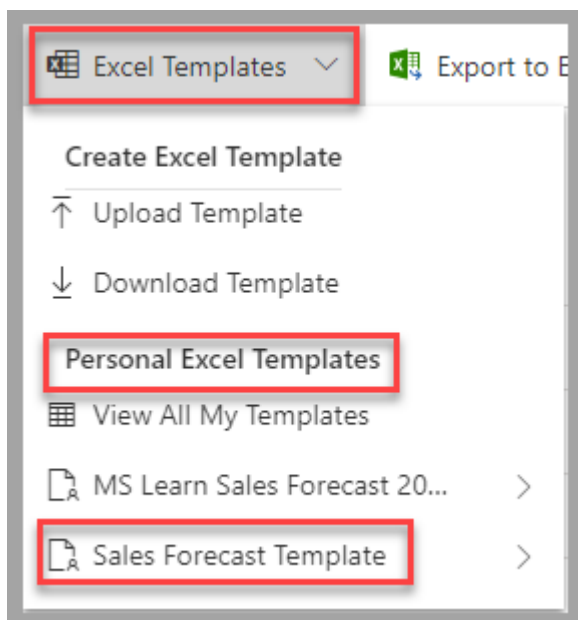 Excel Templates Export to E
Create Excel Template
Upload Template
Download Template
Personal Excel Templates
View All My Templates
MS Learn Sales Forecast 20...
Sales Forecast Template